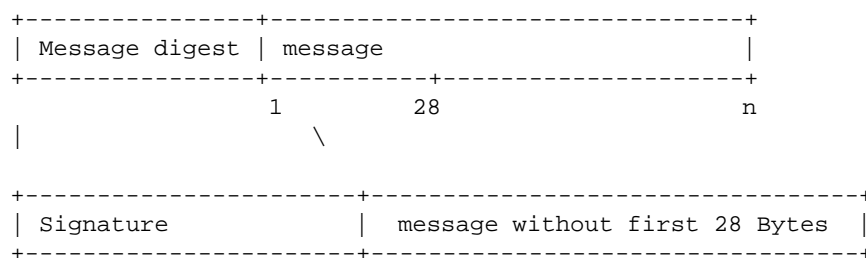 +----------------+---------------------------------+
| Message digest | message                         |
+----------------+-----------+---------------------+
                 1         28                    n
|                    \
+-----------------------+----------------------------------+
| Signature             |  message without first 28 Bytes  |
+-----------------------+----------------------------------+